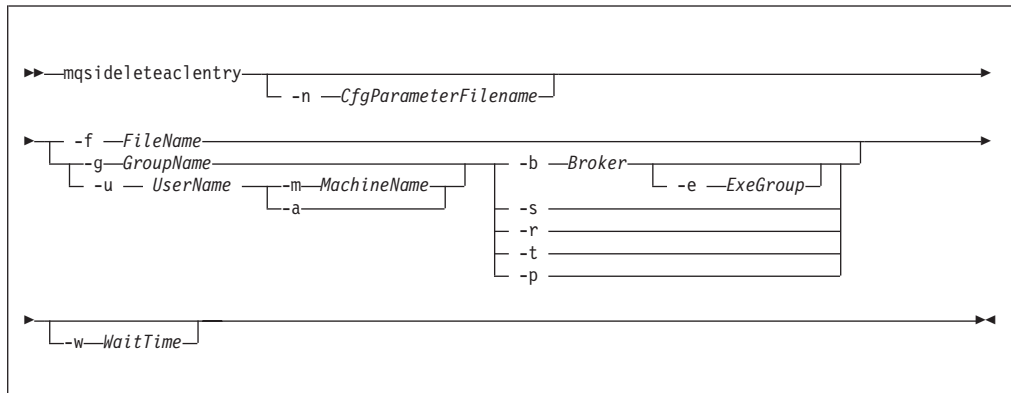 mqsideleteaclentry
-n CfgParameterFilename
-f FileName
-g GroupName -b Broker
-u UserName -m MachineName -e ExeGroup
-a -s
-r
-t
-p
-w WaitTime